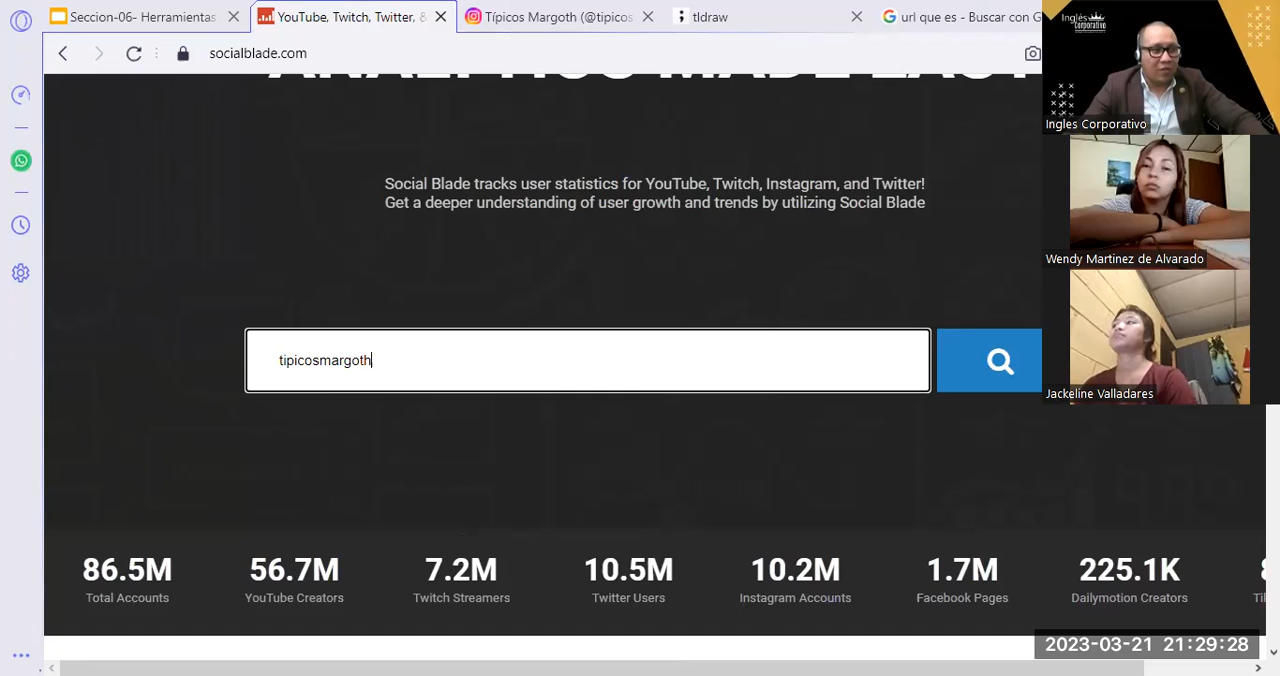 Seccion-06- Herramientas
YouTube, Twitch, Twitter, &
Típicos Margoth (@tipicos
tldraw
url que es - Buscar con G
socialblade.com
Social Blade tracks user statistics for YouTube, Twitch, Instagram, and Twitter!
Get a deeper understanding of user growth and trends by utilizing Social Blade
tipicosmargoth
86.5M
Total Accounts
56.7M
YouTube Creators
7.2M
Twitch Streamers
10.5M
Twitter Users
10.2M
Instagram Accounts
1.7M
Facebook Pages
225.1K
Dailymotion Creators
Inglés
Corporativo
Ingles Corporativo
Wendy Martinez de Alvarado
Jackeline Valladares
2023-03-21 21:29:28